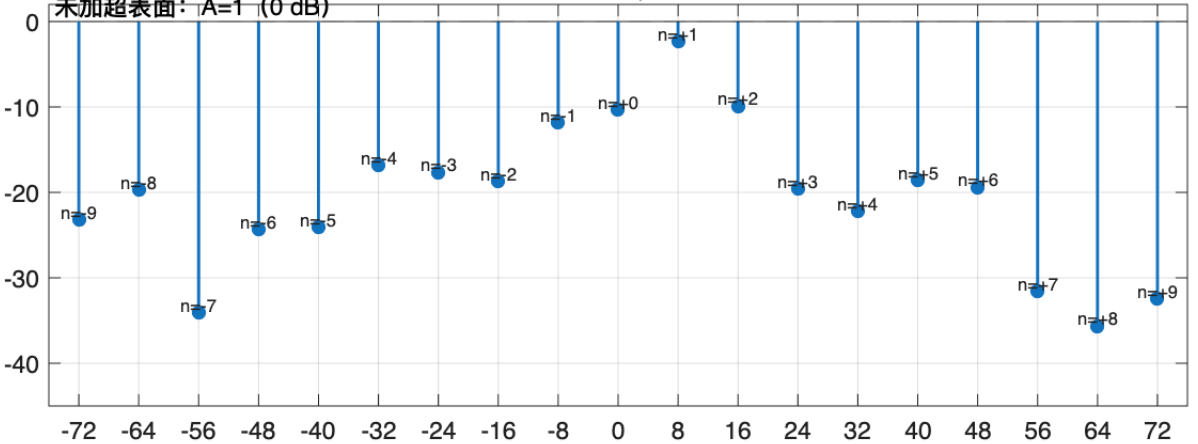 未加超表面：A=1 (0 dB)
0
-10
-20
-30
-40
n=-9
n=-8
n=-7
n=-6
n=-5
n=-4
n=-3
n=-2
n=-1
n=+0
n=+1
n=+2
n=+3
n=+4
n=+5
n=+6
n=+7
n=+8
n=+9
-72 -64 -56 -48 -40 -32 -24 -16 -8 0 8 16 24 32 40 48 56 64 72